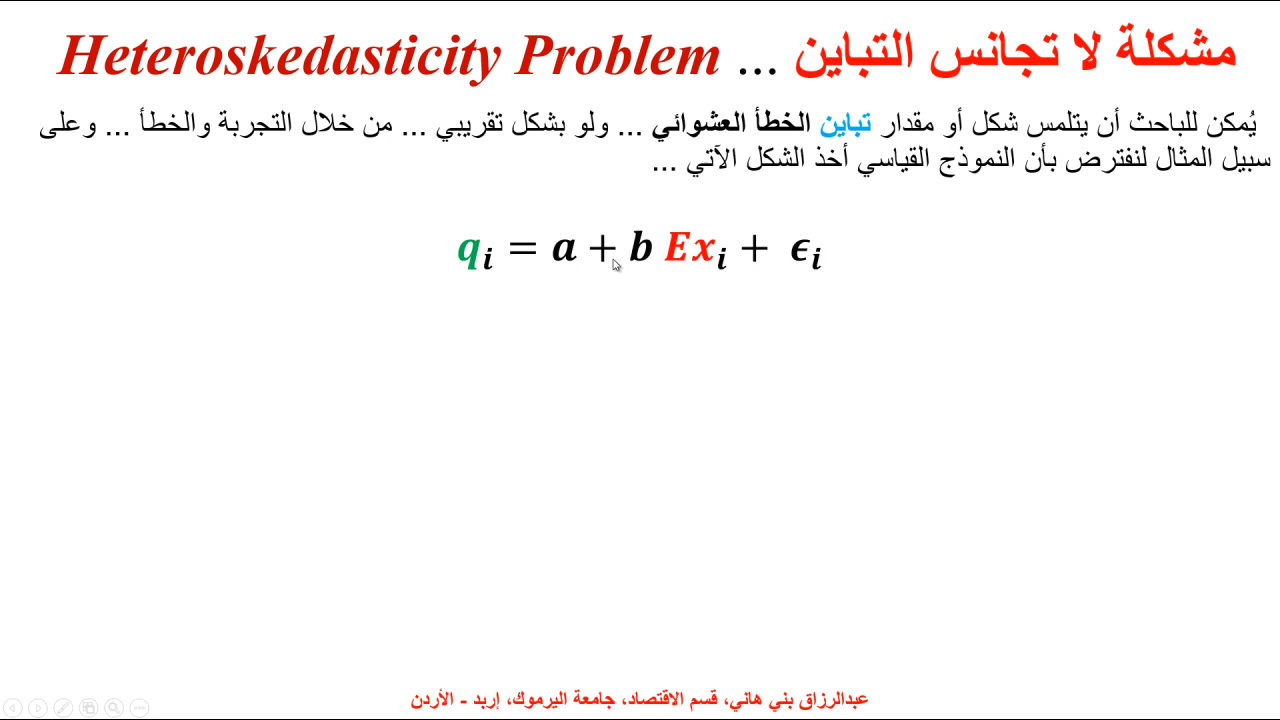 مشكلة لا تجانس التباين ... Heteroskedasticity Problem
يُمكن للباحث أن يتلمس شكل أو مقدار تباين الخطأ العشوائي ... ولو بشكل تقريبي ... من خلال التجربة والخطأ ... وعلى
سبيل المثال لنفترض بأن النموذج القياسي أخذ الشكل الآتي ...
qᵢ = a + b Exᵢ + ϵᵢ
عبدالرزاق بني هاني، قسم الاقتصاد، جامعة اليرموك، إربد - الأردن